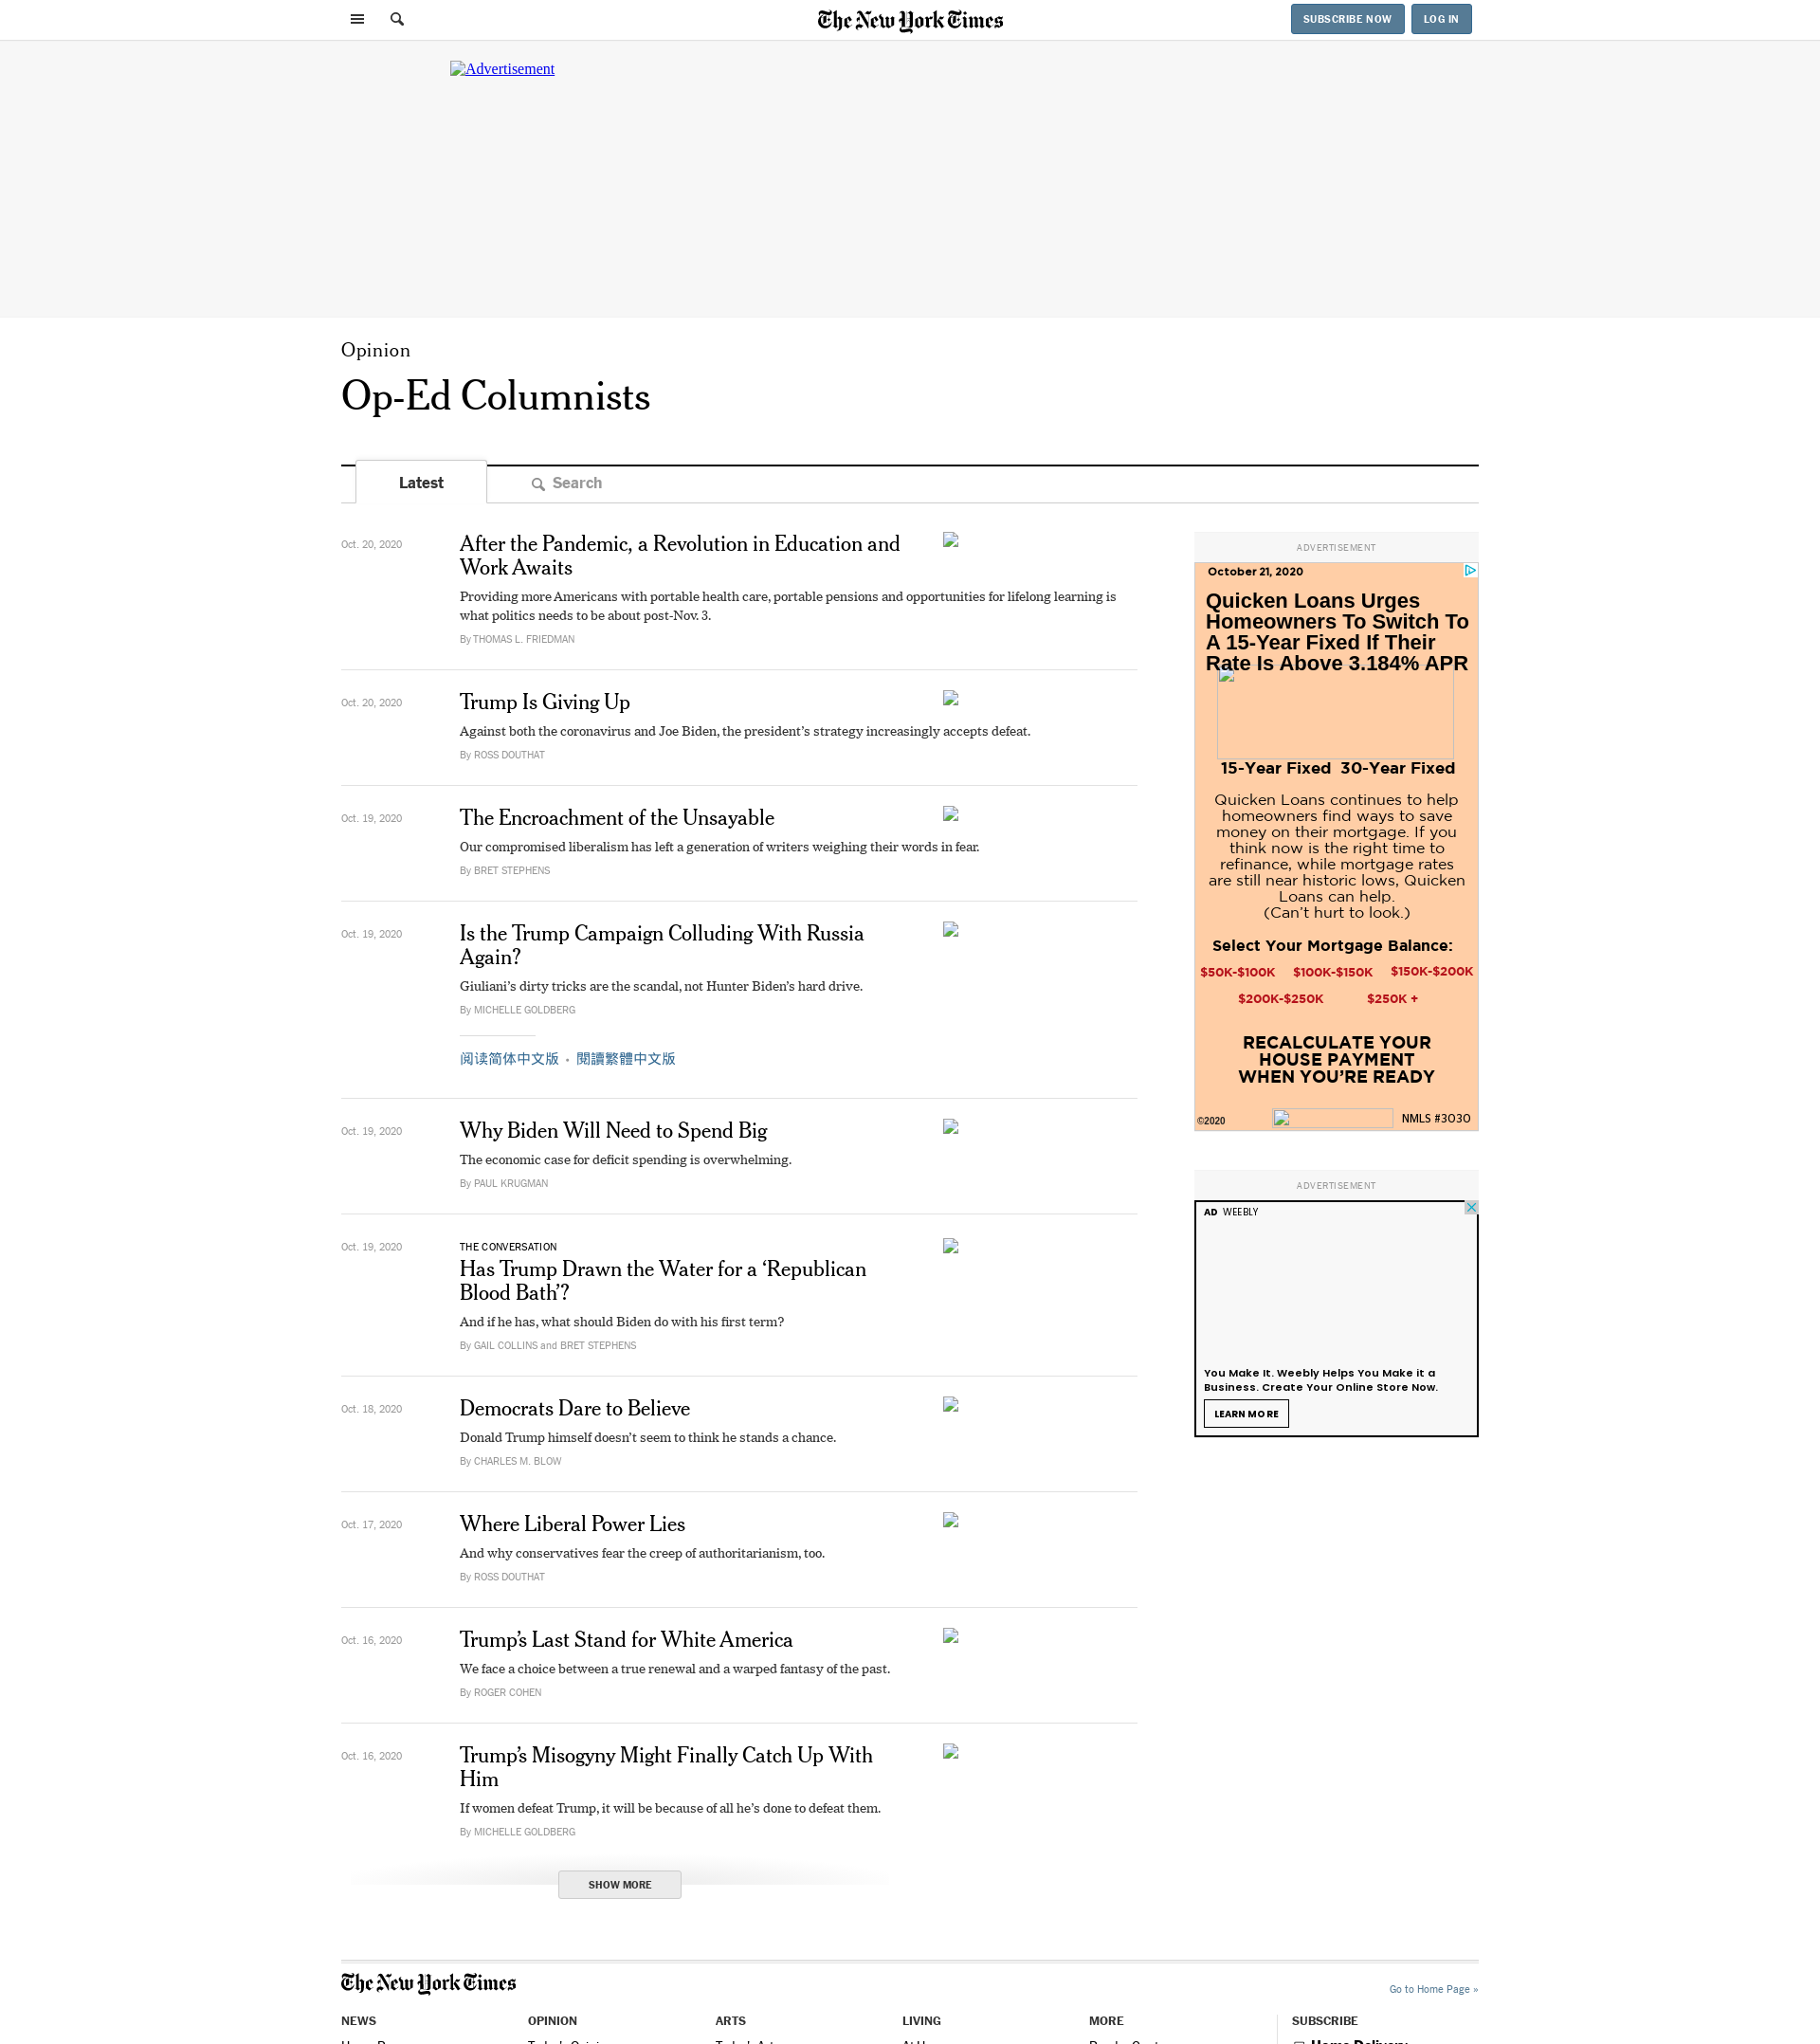 The New York Times
SUBSCRIBE NOW
LOG IN
Advertisement
Opinion
Op-Ed Columnists
Latest
Search
Oct. 20, 2020
After the Pandemic, a Revolution in Education and
Work Awaits
Providing more Americans with portable health care, portable pensions and opportunities for lifelong learning is
what politics needs to be about post-Nov. 3.
By THOMAS L. FRIEDMAN
Oct. 20, 2020
Trump Is Giving Up
Against both the coronavirus and Joe Biden, the president’s strategy increasingly accepts defeat.
By ROSS DOUTHAT
Oct. 19, 2020
The Encroachment of the Unsayable
Our compromised liberalism has left a generation of writers weighing their words in fear.
By BRET STEPHENS
Oct. 19, 2020
Is the Trump Campaign Colluding With Russia
Again?
Giuliani’s dirty tricks are the scandal, not Hunter Biden’s hard drive.
By MICHELLE GOLDBERG
阅读简体中文版 • 閱讀繁體中文版
Oct. 19, 2020
Why Biden Will Need to Spend Big
The economic case for deficit spending is overwhelming.
By PAUL KRUGMAN
Oct. 19, 2020
THE CONVERSATION
Has Trump Drawn the Water for a ‘Republican
Blood Bath’?
And if he has, what should Biden do with his first term?
By GAIL COLLINS and BRET STEPHENS
Oct. 18, 2020
Democrats Dare to Believe
Donald Trump himself doesn’t seem to think he stands a chance.
By CHARLES M. BLOW
Oct. 17, 2020
Where Liberal Power Lies
And why conservatives fear the creep of authoritarianism, too.
By ROSS DOUTHAT
Oct. 16, 2020
Trump’s Last Stand for White America
We face a choice between a true renewal and a warped fantasy of the past.
By ROGER COHEN
Oct. 16, 2020
Trump’s Misogyny Might Finally Catch Up With
Him
If women defeat Trump, it will be because of all he’s done to defeat them.
By MICHELLE GOLDBERG
SHOW MORE
ADVERTISEMENT
October 21, 2020
Quicken Loans Urges
Homeowners To Switch To
A 15-Year Fixed If Their
Rate Is Above 3.184% APR
15-Year Fixed 30-Year Fixed
Quicken Loans continues to help
homeowners find ways to save
money on their mortgage. If you
think now is the right time to
refinance, while mortgage rates
are still near historic lows, Quicken
Loans can help.
(Can’t hurt to look.)
Select Your Mortgage Balance:
$50K-$100K $100K-$150K $150K-$200K
$200K-$250K $250K +
RECALCULATE YOUR
HOUSE PAYMENT
WHEN YOU’RE READY
©2020
NMLS #3030
ADVERTISEMENT
AD WEEBLY
You Make It. Weebly Helps You Make it a
Business. Create Your Online Store Now.
LEARN MORE
The New York Times
Go to Home Page »
NEWS
OPINION
ARTS
LIVING
MORE
SUBSCRIBE